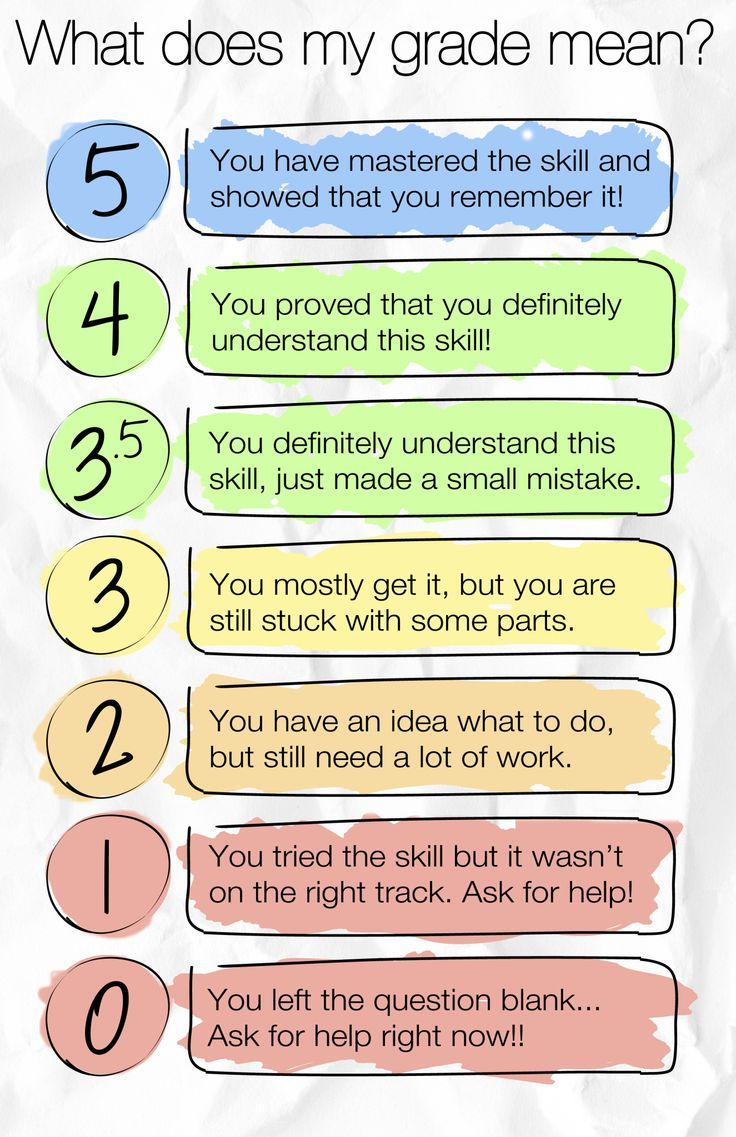 What does my grade mean?
5
You have mastered the skill and
showed that you remember it!
4
You proved that you definitely
understand this skill!
3.5
You definitely understand this
skill, just made a small mistake.
3
You mostly get it, but you are
still stuck with some parts.
2
You have an idea what to do,
but still need a lot of work.
1
You tried the skill but it wasn’t
on the right track. Ask for help!
0
You left the question blank...
Ask for help right now!!